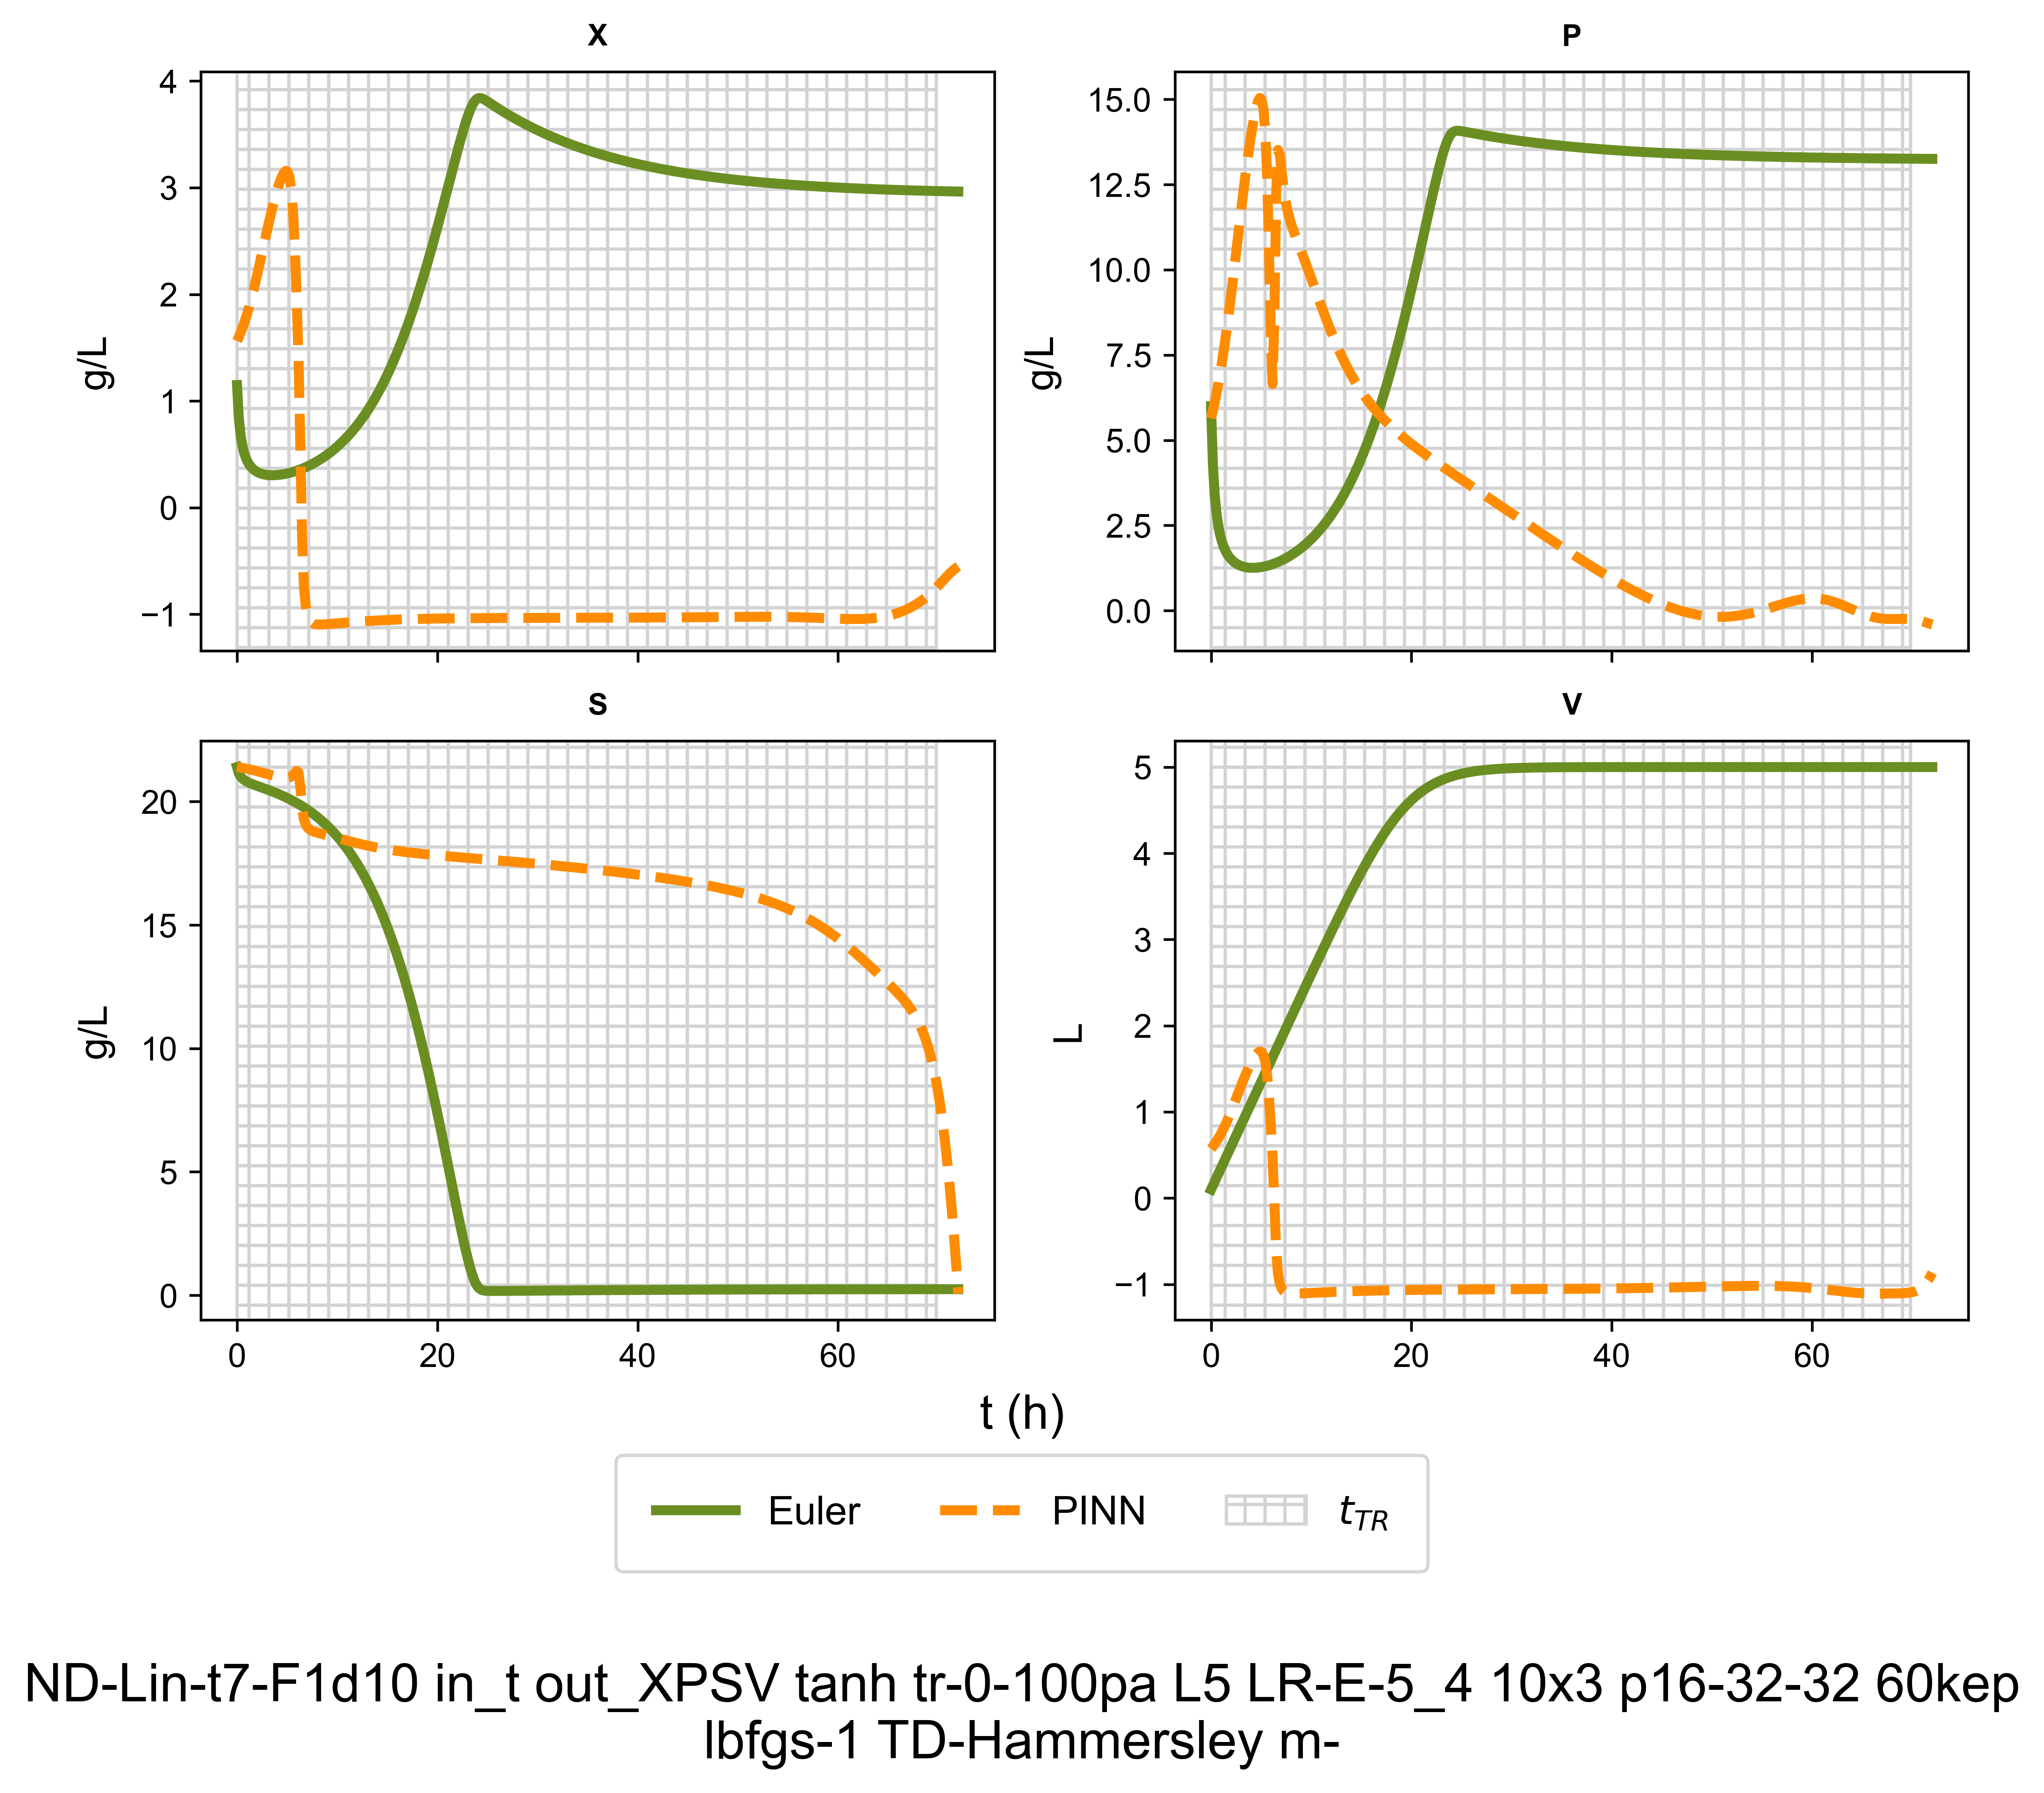 X
P
4
3
2
1
0
−1
g/L
15.0
12.5
10.0
7.5
5.0
2.5
0.0
g/L
S
V
20
15
10
5
0
g/L
0
20
40
60
5
4
3
2
1
0
−1
L
0
20
40
60
t (h)
Euler PINN t_TR
ND-Lin-t7-F1d10 in_t out_XPSV tanh tr-0-100pa L5 LR-E-5_4 10x3 p16-32-32 60kep
lbfgs-1 TD-Hammersley m-